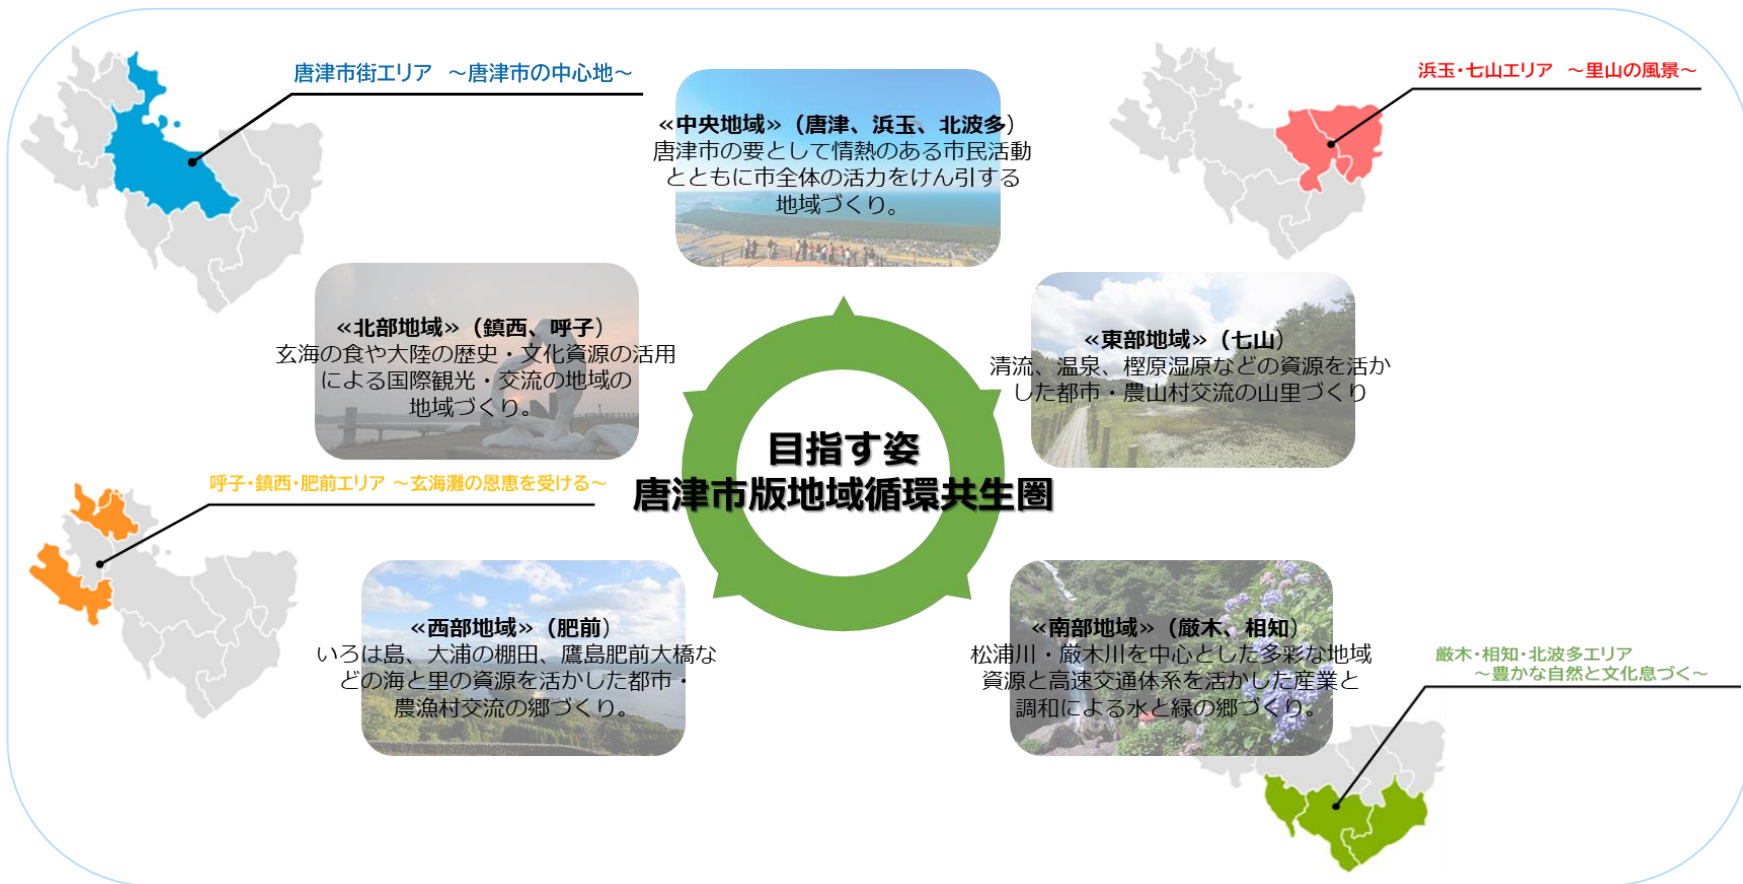 唐津市街エリア ～唐津市の中心地～
浜玉・七山エリア ～里山の風景～
≪中央地域≫（唐津、浜玉、北波多）
唐津市の要として情熱のある市民活動
とともに市全体の活力をけん引する
地域づくり。
≪北部地域≫（鎮西、呼子）
玄海の食や大陸の歴史・文化資源の活用
による国際観光・交流の地域の
地域づくり。
≪東部地域≫（七山）
清流、温泉、樫原湿原などの資源を活か
した都市・農山村交流の山里づくり
目指す姿
唐津市版地域循環共生圏
呼子・鎮西・肥前エリア ～玄海灘の恩恵を受ける～
≪西部地域≫（肥前）
いろは島、大浦の棚田、鷹島肥前大橋な
どの海と里の資源を活かした都市・
農漁村交流の郷づくり。
≪南部地域≫（厳木、相知）
松浦川・厳木川を中心とした多彩な地域
資源と高速交通体系を活かした産業と
調和による水と緑の郷づくり。
厳木・相知・北波多エリア
～豊かな自然と文化息づく～